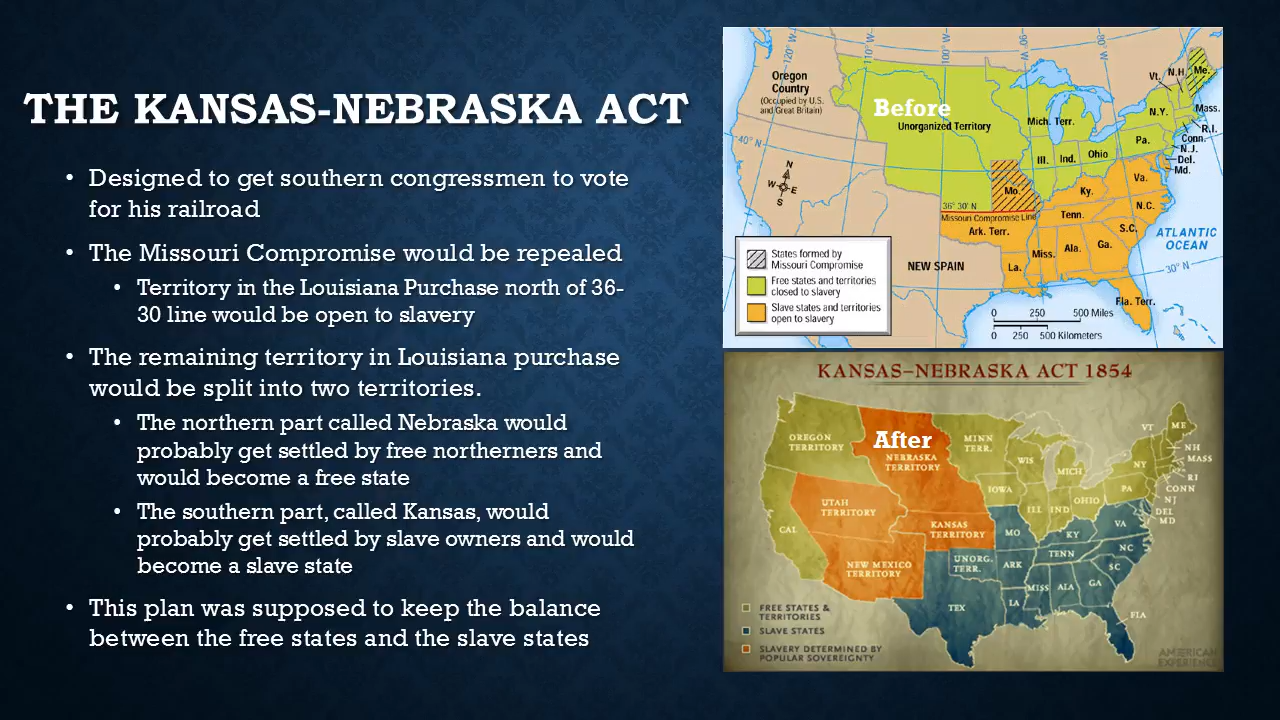 THE KANSAS-NEBRASKA ACT
• Designed to get southern congressmen to vote
for his railroad
• The Missouri Compromise would be repealed
• Territory in the Louisiana Purchase north of 36-
30 line would be open to slavery
• The remaining territory in Louisiana purchase
would be split into two territories.
• The northern part called Nebraska would
probably get settled by free northerners and
would become a free state
• The southern part, called Kansas, would
probably get settled by slave owners and would
become a slave state
• This plan was supposed to keep the balance
between the free states and the slave states
120° W
110° W
100° W
90° W
80° W
Oregon
Country
(Occupied by U.S.
and Great Britain)
Before
Unorganized Territory
Mich. Terr.
Vt.
N.H.
Me.
Mass.
N.Y.
R.I.
Conn.
N.J.
Del.
Md.
Pa.
40° N
Ill.
Ind.
Ohio
Va.
N
W E
S
Mo.
Ky.
36° 30' N
Missouri Compromise Line
N.C.
Tenn.
Ark. Terr.
S.C.
ATLANTIC
OCEAN
Miss.
Ala.
Ga.
La.
NEW SPAIN
30° N
Fla. Terr.
States formed by
Missouri Compromise
Free states and territories
closed to slavery
Slave states and territories
open to slavery
0 250 500 Miles
0 250 500 Kilometers
KANSAS–NEBRASKA ACT 1854
After
OREGON
TERRITORY
NEBRASKA
TERRITORY
MINN
TERR.
WIS
MICH
VT
ME
NH
MASS
NY
RI
CONN
NJ
DEL
MD
PA
IOWA
ILL
IND
OHIO
UTAH
TERRITORY
CAL
KANSAS
TERRITORY
MO
KY
VA
NC
TENN
NEW MEXICO
TERRITORY
UNORG.
TERR.
ARK
SC
MISS
ALA
GA
TEX
LA
FLA
FREE STATES &
TERRITORIES
SLAVE STATES
SLAVERY DETERMINED BY
POPULAR SOVEREIGNTY
AMERICAN
EXPERIENCE